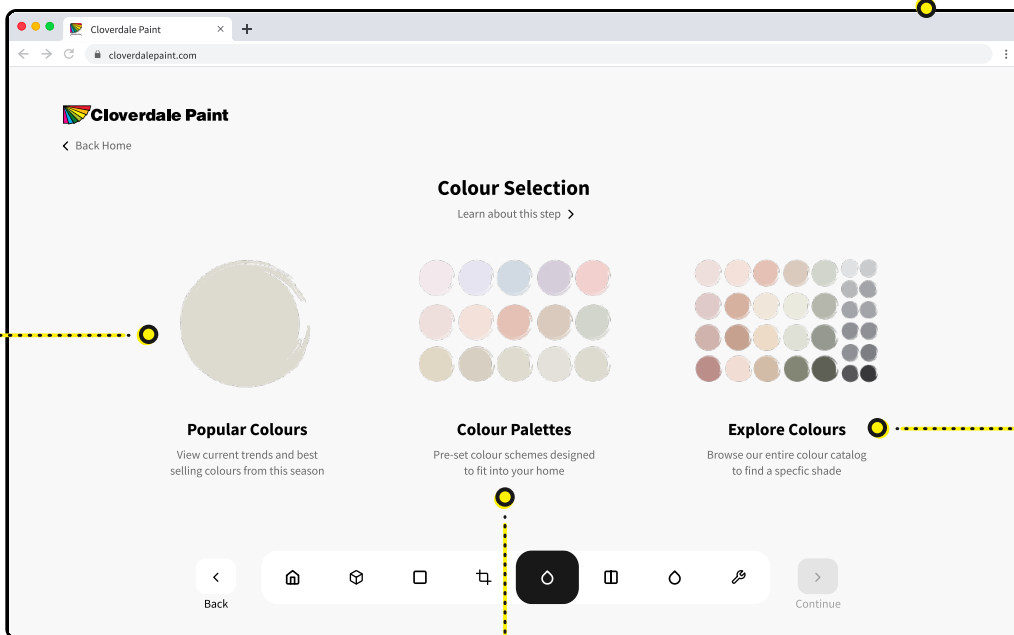 Cloverdale Paint
cloverdalepaint.com
Cloverdale Paint
Back Home
Colour Selection
Learn about this step
Popular Colours
View current trends and best
selling colours from this season
Colour Palettes
Pre-set colour schemes designed
to fit into your home
Explore Colours
Browse our entire colour catalog
to find a specfic shade
Back
Continue